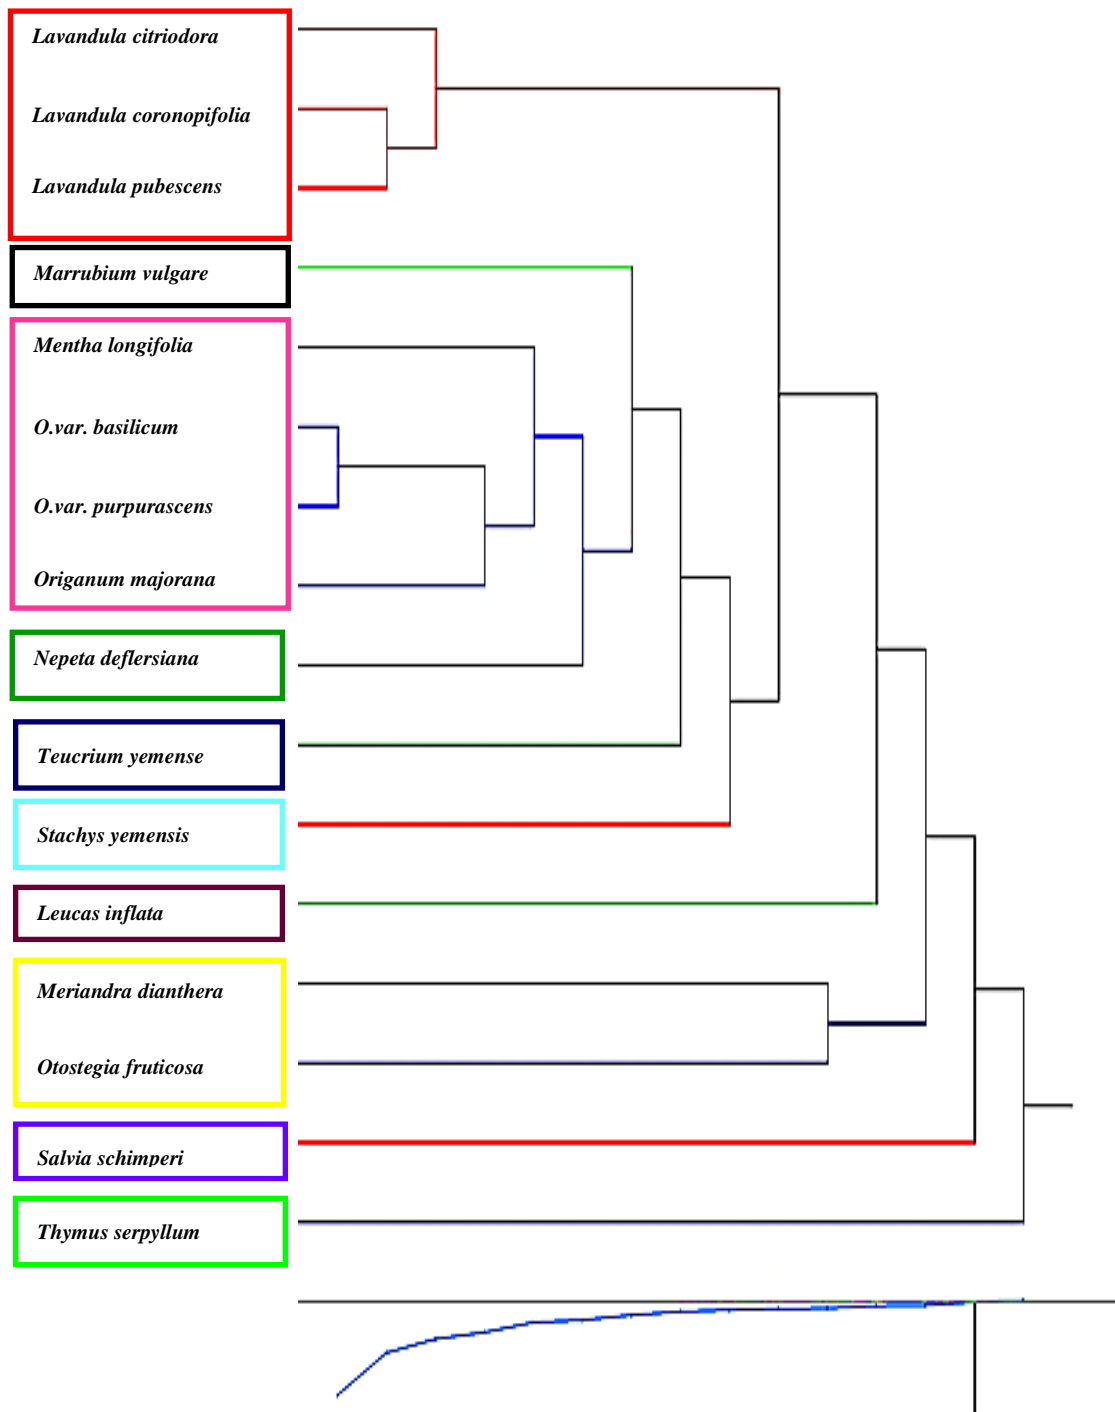 Lavandula citriodora
Lavandula coronopifolia
Lavandula pubescens
Marrubium vulgare
Mentha longifolia
O.var. basilicum
O.var. purpurascens
Origanum majorana
Nepeta deflersiana
Teucrium yemense
Stachys yemensis
Leucas inflata
Meriandra dianthera
Otostegia fruticosa
Salvia schimperi
Thymus serpyllum